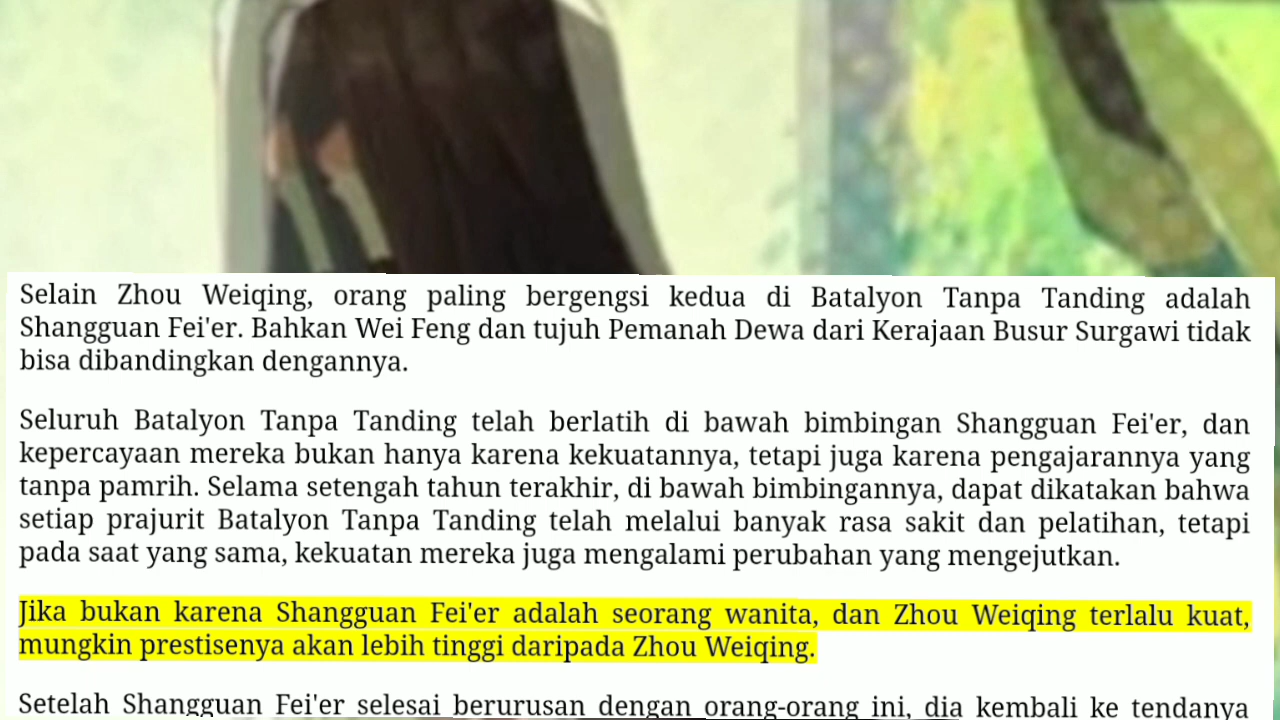 Selain Zhou Weiqing, orang paling bergengsi kedua di Batalyon Tanpa Tanding adalah
Shangguan Fei'er. Bahkan Wei Feng dan tujuh Pemanah Dewa dari Kerajaan Busur Surgawi tidak
bisa dibandingkan dengannya.
Seluruh Batalyon Tanpa Tanding telah berlatih di bawah bimbingan Shangguan Fei'er, dan
kepercayaan mereka bukan hanya karena kekuatannya, tetapi juga karena pengajarannya yang
tanpa pamrih. Selama setengah tahun terakhir, di bawah bimbingannya, dapat dikatakan bahwa
setiap prajurit Batalyon Tanpa Tanding telah melalui banyak rasa sakit dan pelatihan, tetapi
pada saat yang sama, kekuatan mereka juga mengalami perubahan yang mengejutkan.
Jika bukan karena Shangguan Fei'er adalah seorang wanita, dan Zhou Weiqing terlalu kuat,
mungkin prestisenya akan lebih tinggi daripada Zhou Weiqing.
Setelah Shangguan Fei'er selesai berurusan dengan orang-orang ini, dia kembali ke tendanya